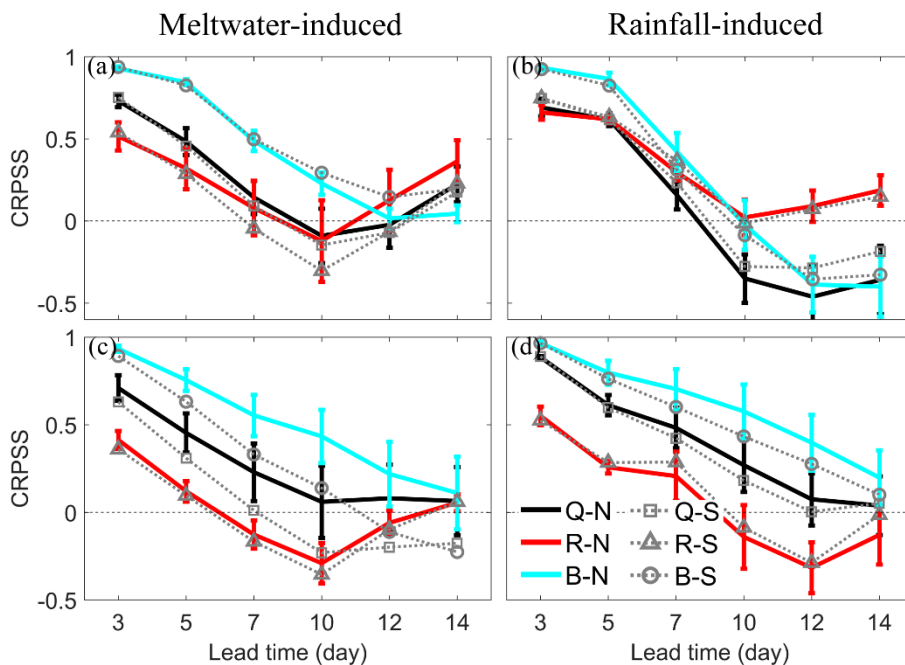 Meltwater-induced Rainfall-induced
(a) (b)
1
0.5
0
-0.5
CRPSS
(c) (d)
1
0.5
0
-0.5
CRPSS
Q-N Q-S
R-N R-S
B-N B-S
3 5 7 10 12 14 3 5 7 10 12 14
Lead time (day) Lead time (day)